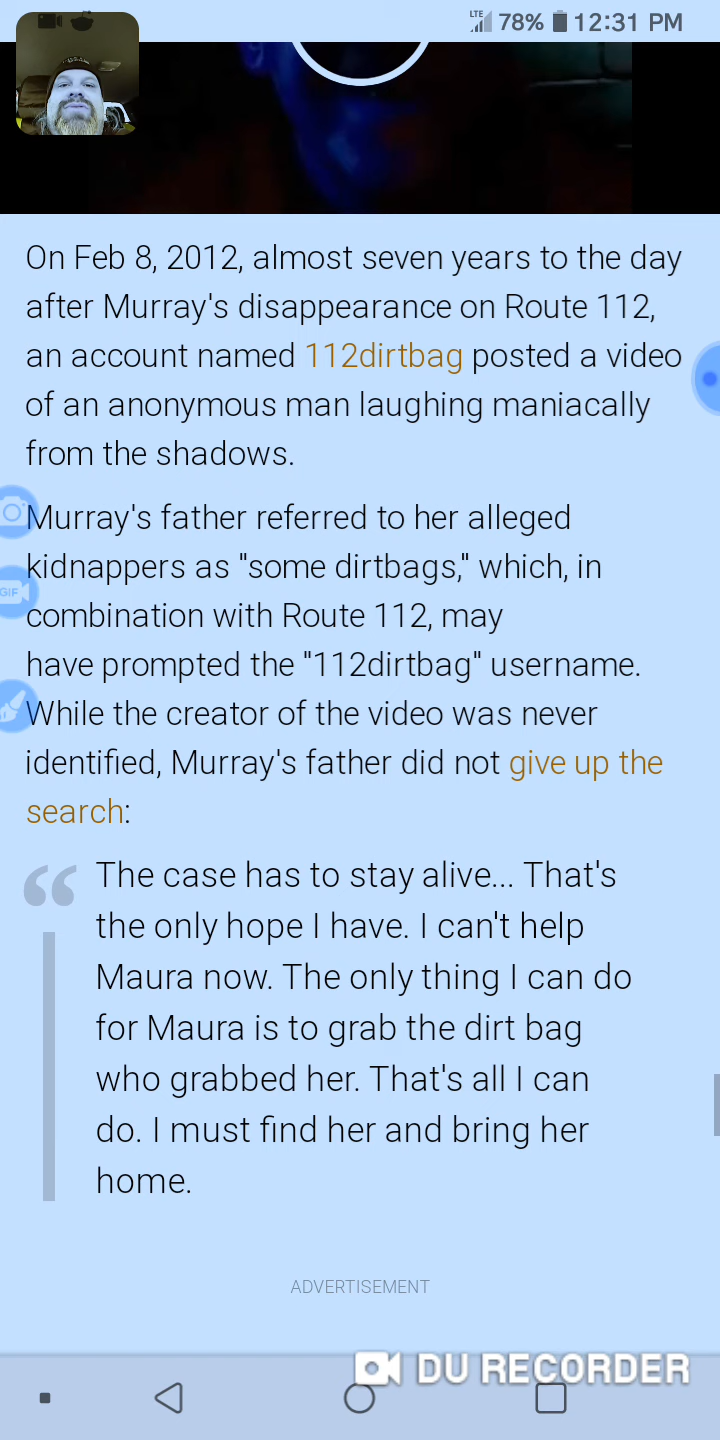 LTE 78% 12:31 PM
On Feb 8, 2012, almost seven years to the day
after Murray's disappearance on Route 112,
an account named 112dirtbag posted a video
of an anonymous man laughing maniacally
from the shadows.
Murray's father referred to her alleged
kidnappers as "some dirtbags," which, in
combination with Route 112, may
have prompted the "112dirtbag" username.
While the creator of the video was never
identified, Murray's father did not give up the
search:
“
The case has to stay alive... That's
the only hope I have. I can't help
Maura now. The only thing I can do
for Maura is to grab the dirt bag
who grabbed her. That's all I can
do. I must find her and bring her
home.
GIF
ADVERTISEMENT
DU RECORDER